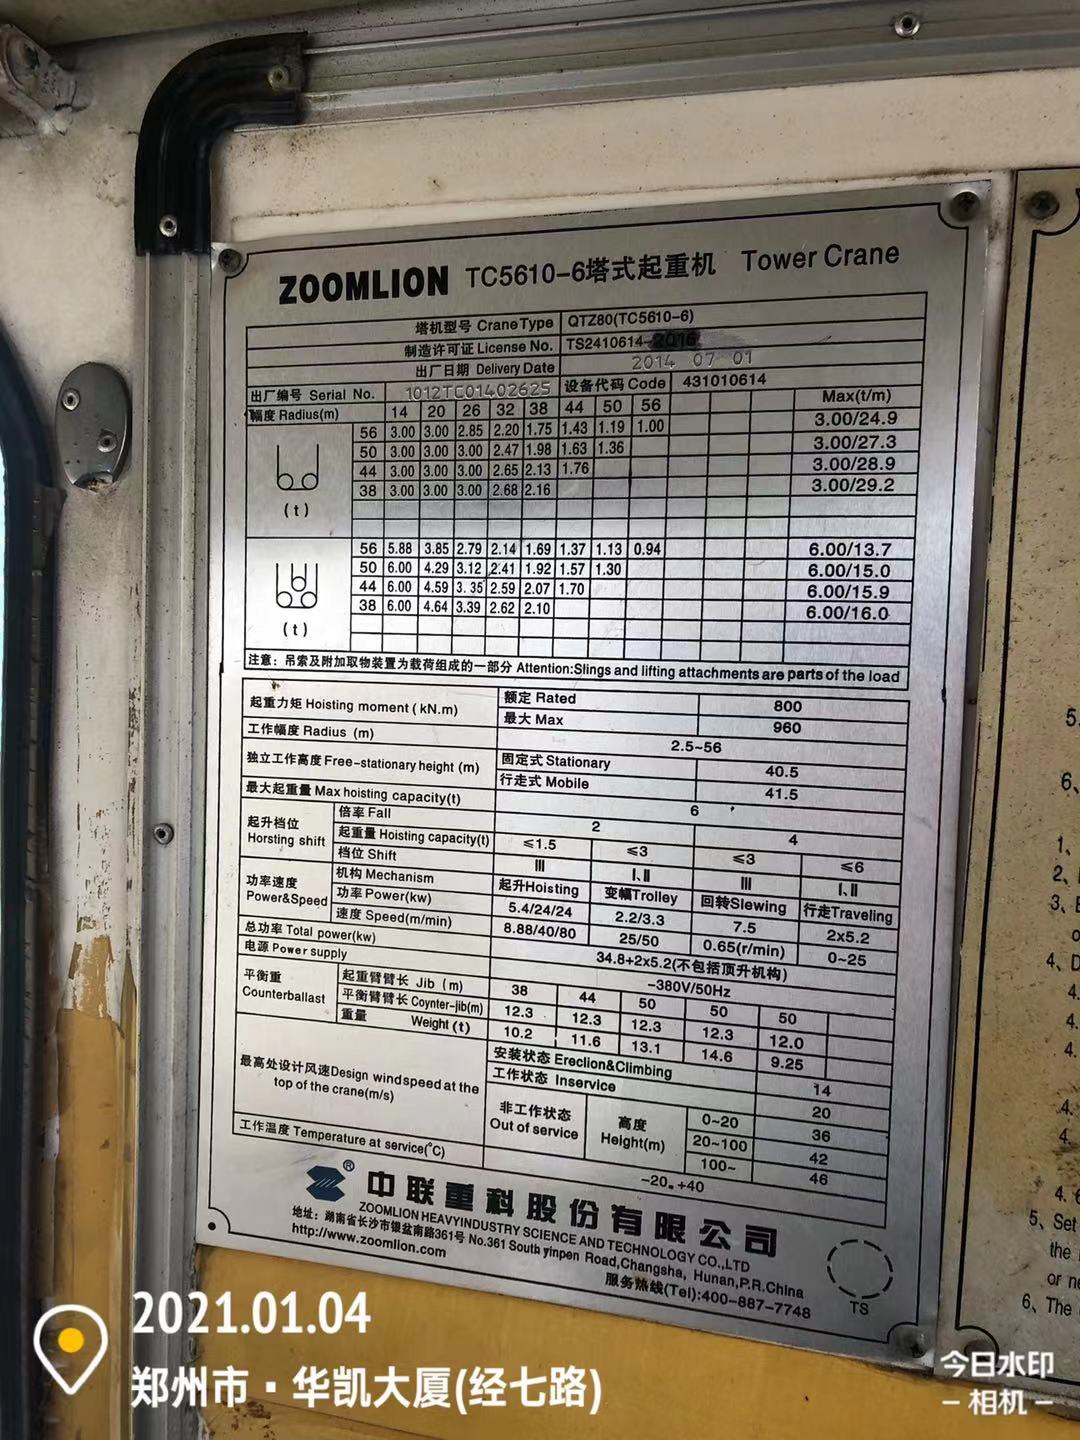 ZOOMLION TC5610-6塔式起重机 Tower Crane
塔机型号 Crane Type QTZ80(TC5610-6)
制造许可证 License No. TS2410614-2016
出厂日期 Delivery Date 2014 07 01
出厂编号 Serial No. 1012TC0140262S 设备代码 Code 431010614
幅度 Radius(m) 14 20 26 32 38 44 50 56 Max(t/m)
56 3.00 3.00 2.85 2.20 1.75 1.43 1.19 1.00 3.00/24.9
50 3.00 3.00 3.00 2.47 1.98 1.63 1.36 3.00/27.3
44 3.00 3.00 3.00 2.65 2.13 1.76 3.00/28.9
38 3.00 3.00 3.00 2.68 2.16 3.00/29.2
(t)
56 5.88 3.85 2.79 2.14 1.69 1.37 1.13 0.94 6.00/13.7
50 6.00 4.29 3.12 2.41 1.92 1.57 1.30 6.00/15.0
44 6.00 4.59 3.35 2.59 2.07 1.70 6.00/15.9
38 6.00 4.64 3.39 2.62 2.10 6.00/16.0
(t)
注意：吊索及附加取物装置为载荷组成的一部分 Attention:Slings and lifting attachments are parts of the load
起重力矩 Hoisting moment ( kN.m) 额定 Rated 800
最大 Max 960
工作幅度 Radius (m) 2.5~56
独立工作高度 Free-stationary height (m) 固定式 Stationary 40.5
行走式 Mobile 41.5
最大起重量 Max hoisting capacity(t) 6
起升档位 Horsting shift 倍率 Fall 2 4
起重量 Hoisting capacity(t) ≤1.5 ≤3 ≤3 ≤6
档位 Shift Ⅲ Ⅰ、Ⅱ Ⅲ Ⅰ、Ⅱ
功率速度 Power&Speed 机构 Mechanism 起升Hoisting 变幅Trolley 回转Slewing 行走Traveling
功率 Power(kw) 5.4/24/24 2.2/3.3 7.5 2x5.2
速度 Speed(m/min) 8.88/40/80 25/50 0.65(r/min) 0~25
总功率 Total power(kw) 34.8+2x5.2(不包括顶升机构)
电源 Power supply ~380V/50Hz
平衡重 Counterballast 起重臂臂长 Jib (m) 38 44 50 50 50
平衡臂臂长 Coynter-jib(m) 12.3 12.3 12.3 12.3 12.0
重量 Weight (t) 10.2 11.6 13.1 14.6 9.25
最高处设计风速Design windspeed at the top of the crane(m/s) 安装状态 Ereclion&Climbing 14
工作状态 Inservice 20
非工作状态 Out of service 高度 Height(m) 0~20 36
20~100 42
100~ 46
工作温度 Temperature at service(°C) -20~+40
®
中联重科股份有限公司
ZOOMLION HEAVYINDUSTRY SCIENCE AND TECHNOLOGY CO.,LTD
地址：湖南省长沙市银盆南路361号 No.361 South yinpen Road,Changsha, Hunan,P.R.China
http://www.zoomlion.com
服务热线(Tel):400-887-7748
TS
5、
6、
1、
2、
3、
4、
4.
4.
4.
4.
4.
4.
5、Set
the
or
6、The
2021.01.04
郑州市·华凯大厦(经七路)
今日水印
-相机-